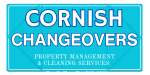 CORNISH
CHANGEOVERS
PROPERTY MANAGEMENT
& CLEANING SERVICES